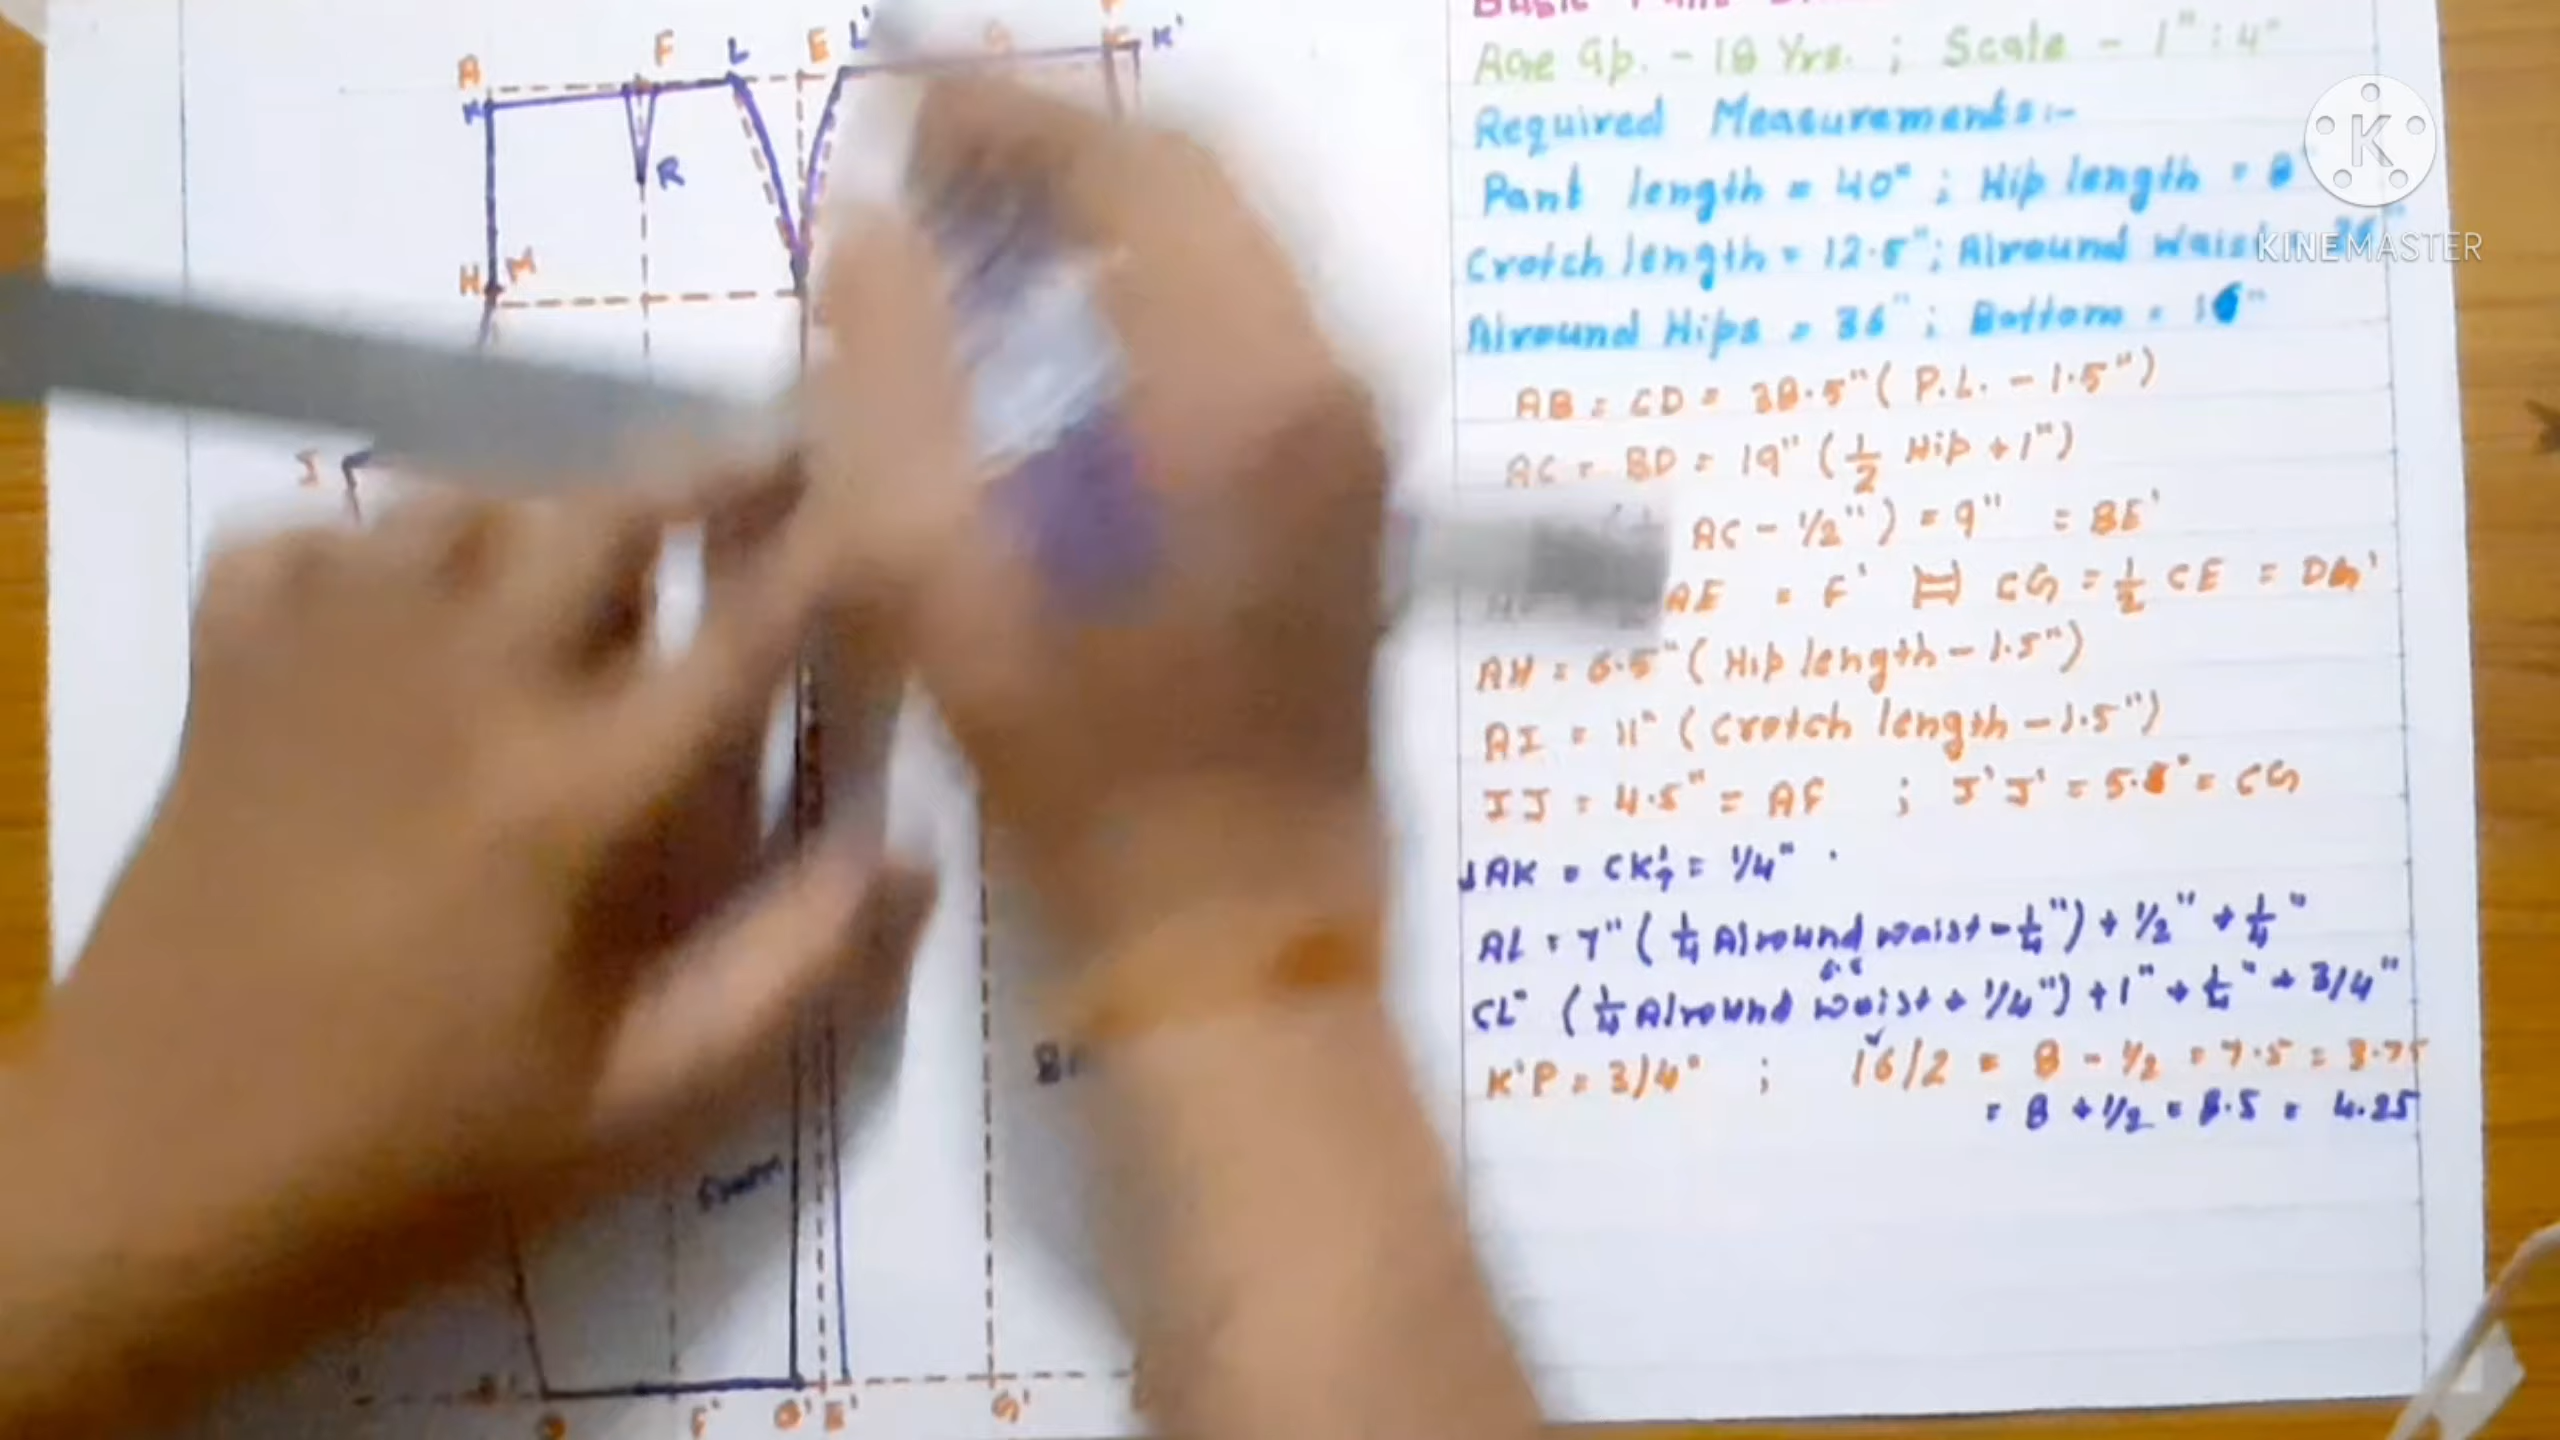 Age Gp. - 18 Yrs. ; Scale - 1" : 4"
Required Measurements:-
Pant length = 40" ; Hip length = 8"
Crotch length = 12.5" ; Alround Waist
Alround Hips = 36" ; Bottom = 16"
AB = CD = 38.5" ( P.L. - 1.5" )
AC = BD = 19" ( 1/2 Hip + 1" )
AC - 1/2" ) = 9" = BE'
AE = F' CG = 1/2 CE = DG'
AH = 6.5" ( Hip length - 1.5" )
AI = 11" ( Crotch length - 1.5" )
IJ = 4.5" = AF ; I'J' = 5." = CG
↓AK = CK'↑ = 1/4"
AL = 7" ( 1/4 Alround waist - 1/4" ) + 1/2" + 1/4"
CL' ( 1/4 Alround waist + 1/4" ) + 1" + 1/4" + 3/4"
K'P = 3/4" ; 16/2 = 8 - 1/2 = 7.5 = 3.75
= 8 + 1/2 = 8.5 = 4.25
A F L E L' G K'
K
R
H M
J
Front
F' E' G'
K
KINEMASTER